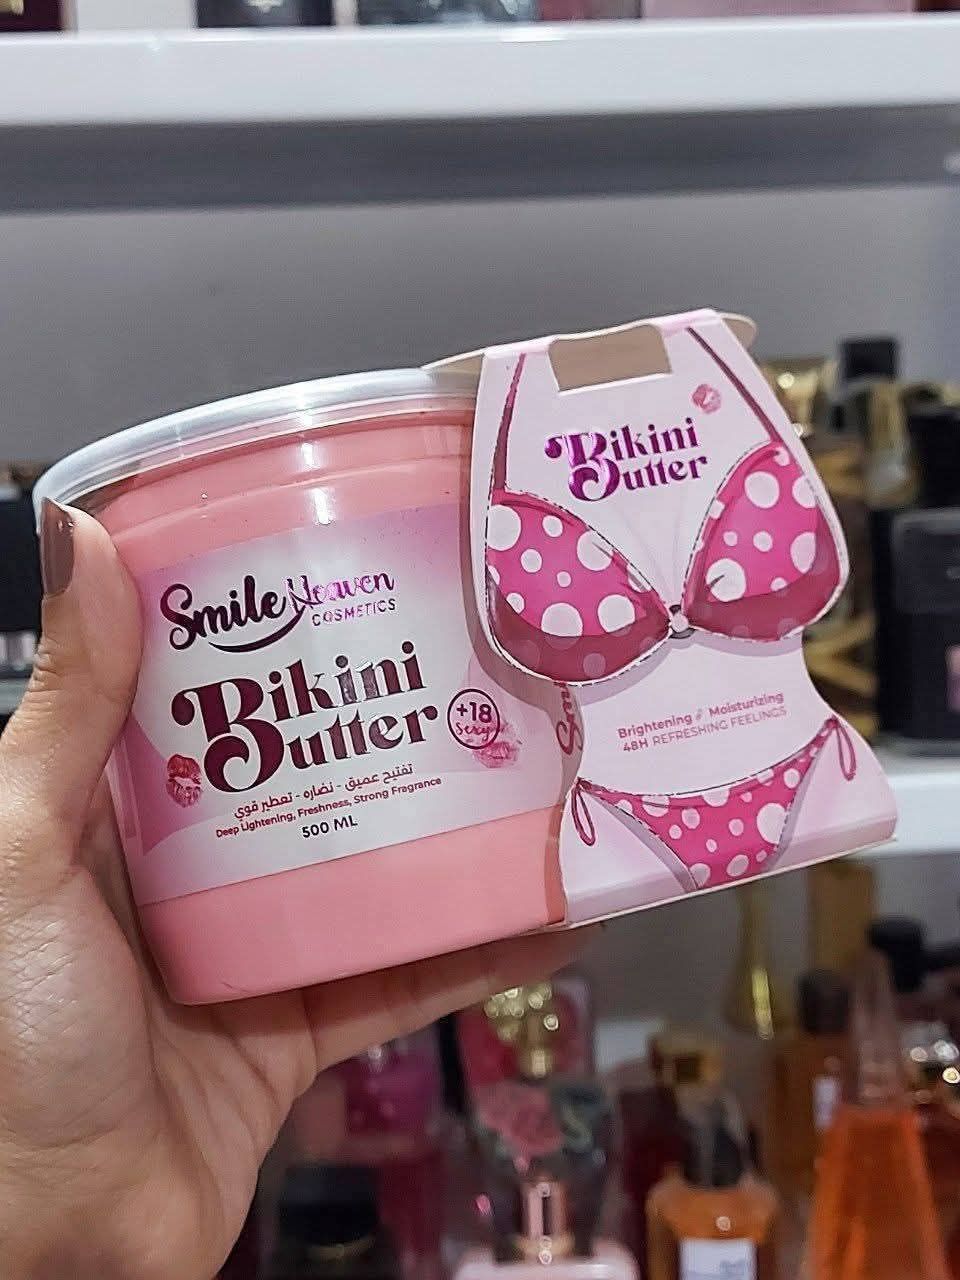 Smile Heaven
COSMETICS
Bikini
Butter
+18
Sexy
تفتيح عميق - نضاره - تعطير قوي
Deep Lightening, Freshness, Strong Fragrance
500 ML
Bikini
Butter
Brightening & Moisturizing
48H REFRESHING FEELINGS
Smi